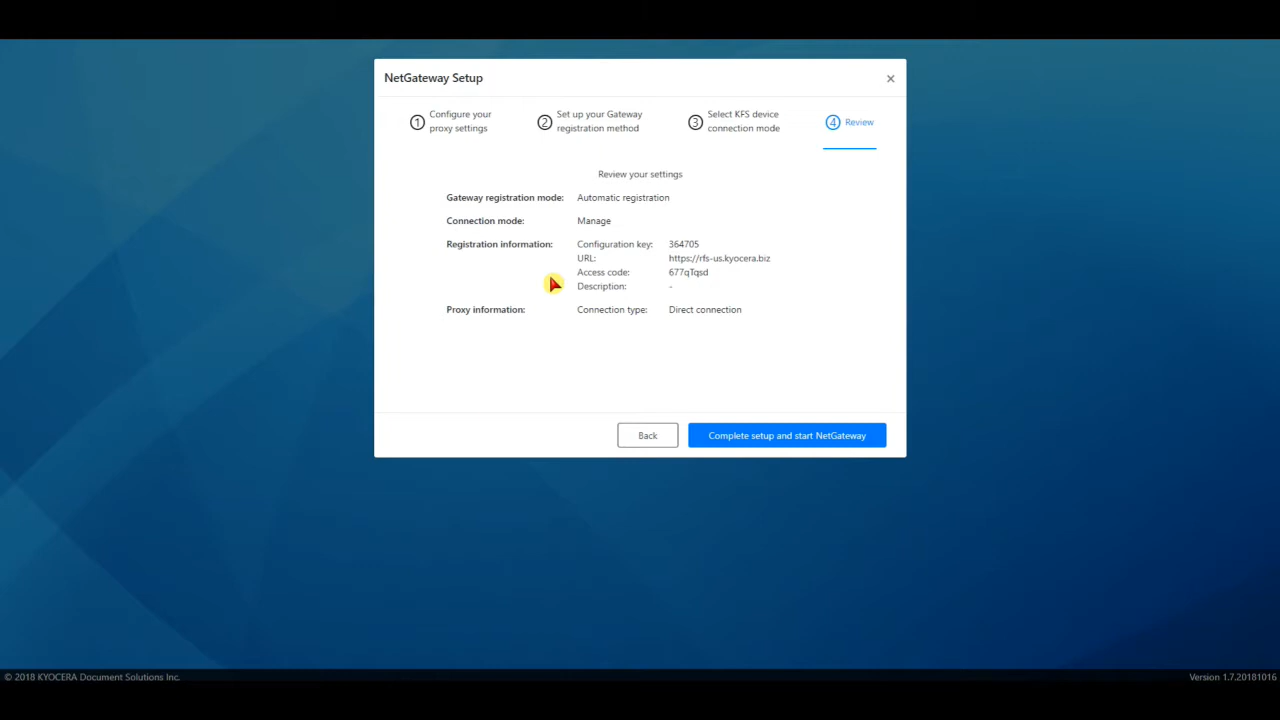 NetGateway Setup
×
1 Configure your
proxy settings
2 Set up your Gateway
registration method
3 Select KFS device
connection mode
4 Review
Review your settings
Gateway registration mode: Automatic registration
Connection mode: Manage
Registration information: Configuration key: 364705
URL: https://rfs-us.kyocera.biz
Access code: 677qTqsd
Description: -
Proxy information: Connection type: Direct connection
Back Complete setup and start NetGateway
© 2018 KYOCERA Document Solutions Inc. Version 1.7.20181016